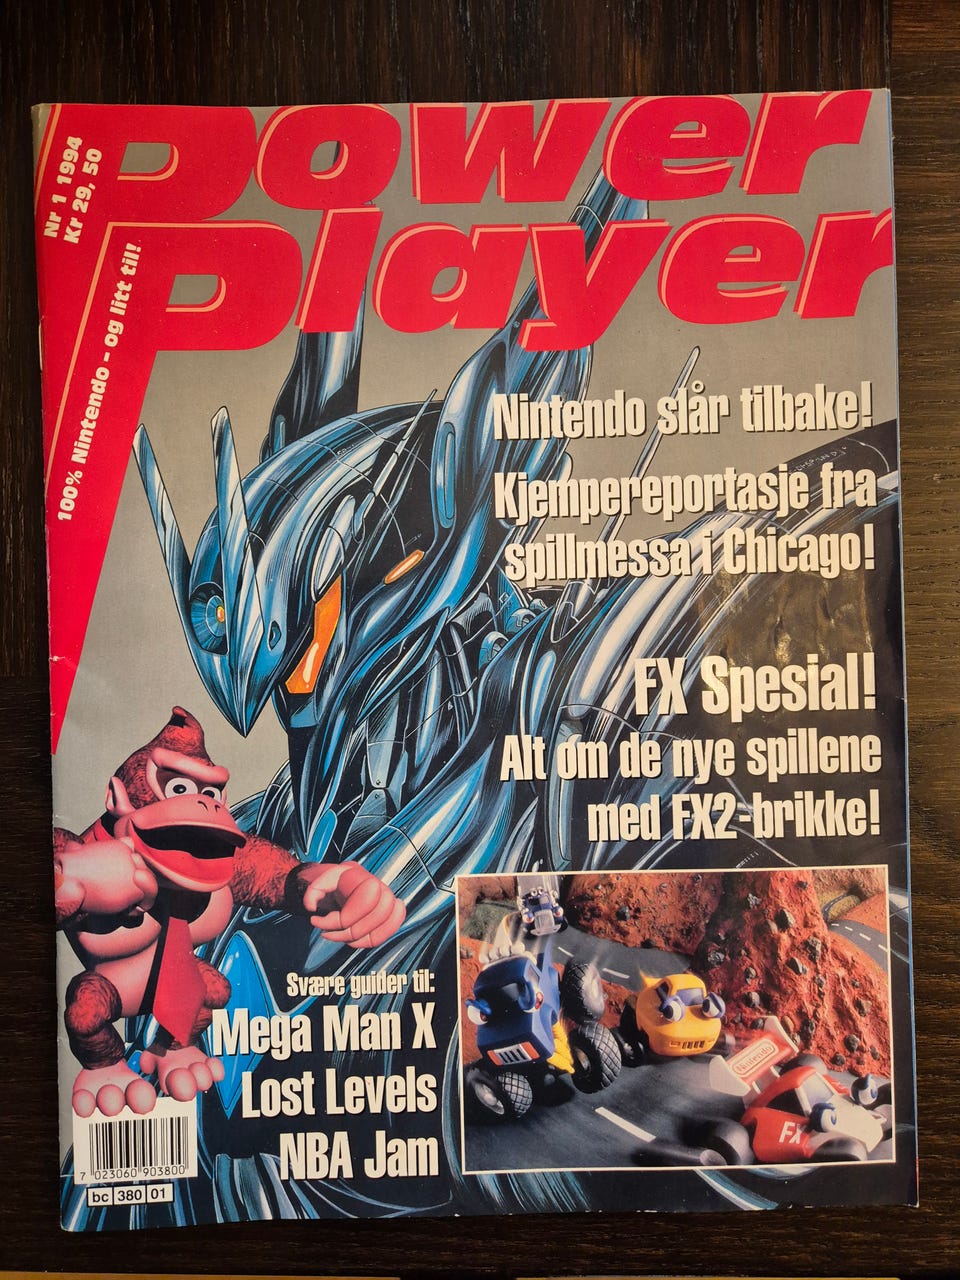 Nr 1 1994
Kr 29, 50
100% Nintendo - og litt til!
Power
Player
Nintendo slår tilbake!
Kjempereportasje fra
spillmessa i Chicago!
FX Spesial!
Alt om de nye spillene
med FX2-brikke!
Svære guider til:
Mega Man X
Lost Levels
NBA Jam
Nintendo
FX
7 023060 903800
bc 380 01